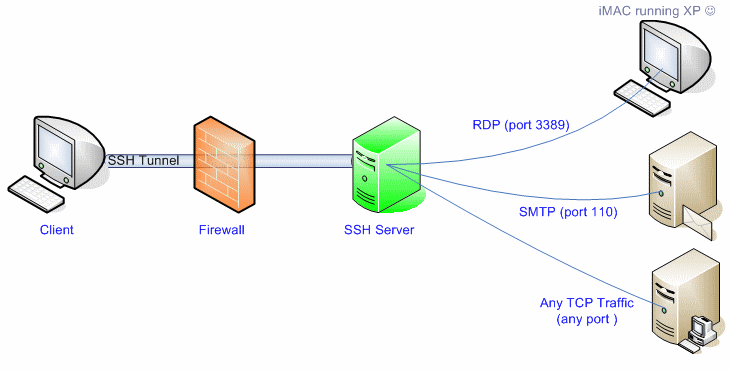 iMAC running XP ☺
RDP (port 3389)
SSH Tunnel
SMTP (port 110)
Client
Firewall
SSH Server
Any TCP Traffic
(any port )